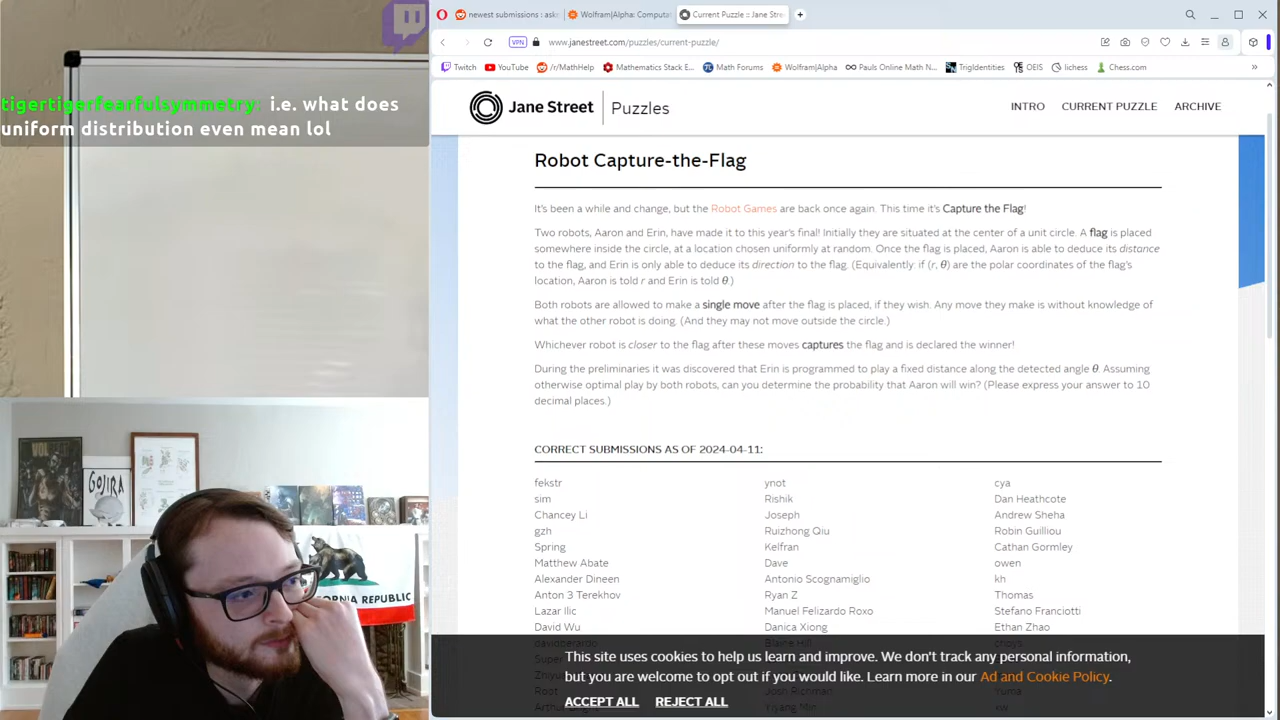 newest submissions : aske
Wolfram|Alpha: Computat
Current Puzzle :: Jane Stre
VPN
www.janestreet.com/puzzles/current-puzzle/
Twitch
YouTube
/r/MathHelp
Mathematics Stack E...
Math Forums
Wolfram|Alpha
Pauls Online Math N...
TrigIdentities
OEIS
lichess
Chess.com
tigertigerfearfulsymmetry: i.e. what does
uniform distribution even mean lol
Jane Street
Puzzles
INTRO
CURRENT PUZZLE
ARCHIVE
Robot Capture-the-Flag
It's been a while and change, but the Robot Games are back once again. This time it's Capture the Flag!
Two robots, Aaron and Erin, have made it to this year's final! Initially they are situated at the center of a unit circle. A flag is placed
somewhere inside the circle, at a location chosen uniformly at random. Once the flag is placed, Aaron is able to deduce its distance
to the flag, and Erin is only able to deduce its direction to the flag. (Equivalently: if (r, θ) are the polar coordinates of the flag's
location, Aaron is told r and Erin is told θ.)
Both robots are allowed to make a single move after the flag is placed, if they wish. Any move they make is without knowledge of
what the other robot is doing. (And they may not move outside the circle.)
Whichever robot is closer to the flag after these moves captures the flag and is declared the winner!
During the preliminaries it was discovered that Erin is programmed to play a fixed distance along the detected angle θ. Assuming
otherwise optimal play by both robots, can you determine the probability that Aaron will win? (Please express your answer to 10
decimal places.)
CORRECT SUBMISSIONS AS OF 2024-04-11:
fekstr
ynot
cya
sim
Rishik
Dan Heathcote
Chancey Li
Joseph
Andrew Sheha
gzh
Ruizhong Qiu
Robin Guilliou
Spring
Kelfran
Cathan Gormley
Matthew Abate
Dave
owen
Alexander Dineen
Antonio Scognamiglio
kh
Anton 3 Terekhov
Ryan Z
Thomas
Lazar Ilic
Manuel Felizardo Roxo
Stefano Franciotti
David Wu
Danica Xiong
Ethan Zhao
This site uses cookies to help us learn and improve. We don't track any personal information,
but you are welcome to opt out if you would like. Learn more in our Ad and Cookie Policy.
ACCEPT ALL
REJECT ALL
GOJIRA
CALIFORNIA REPUBLIC